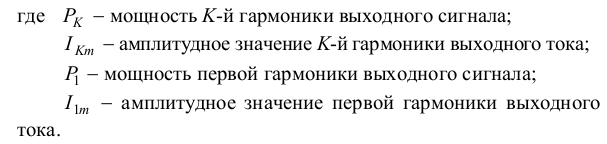 где P_K – мощность K-й гармоники выходного сигнала;
I_{Km} – амплитудное значение K-й гармоники выходного тока;
P_1 – мощность первой гармоники выходного сигнала;
I_{1m} – амплитудное значение первой гармоники выходного
тока.